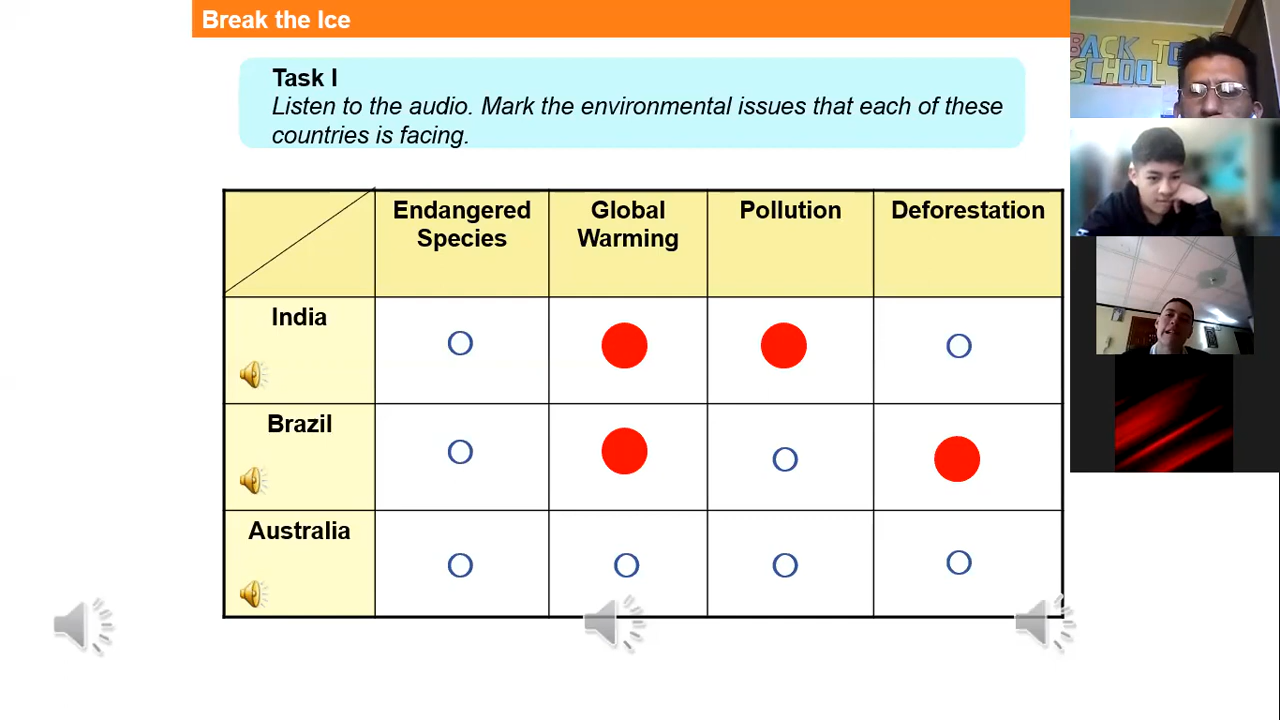 Break the Ice
Task I
Listen to the audio. Mark the environmental issues that each of these
countries is facing.
Endangered
Species
Global
Warming
Pollution
Deforestation
India
Brazil
Australia
BACK TO
SCHOOL